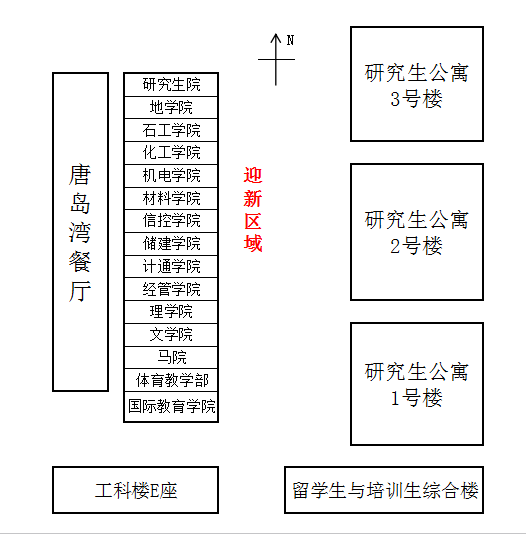 N
研究生公寓
3号楼
唐岛湾餐厅
研究生院
地学院
石工学院
化工学院
机电学院
材料学院
信控学院
储建学院
计通学院
经管学院
理学院
文学院
马院
体育教学部
国际教育学院
迎新区域
研究生公寓
2号楼
研究生公寓
1号楼
工科楼E座
留学生与培训生综合楼